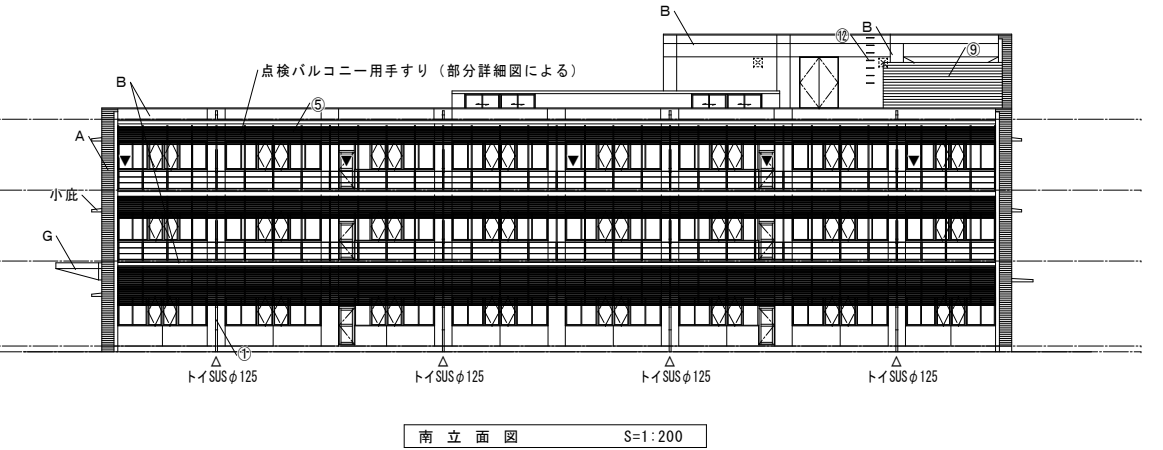 B
B
⑫
⑨
点検バルコニー用手すり（部分詳細図による）
B
⑤
A
小庇
G
①
トイSUSφ125
トイSUSφ125
トイSUSφ125
トイSUSφ125
南立面図 S=1:200